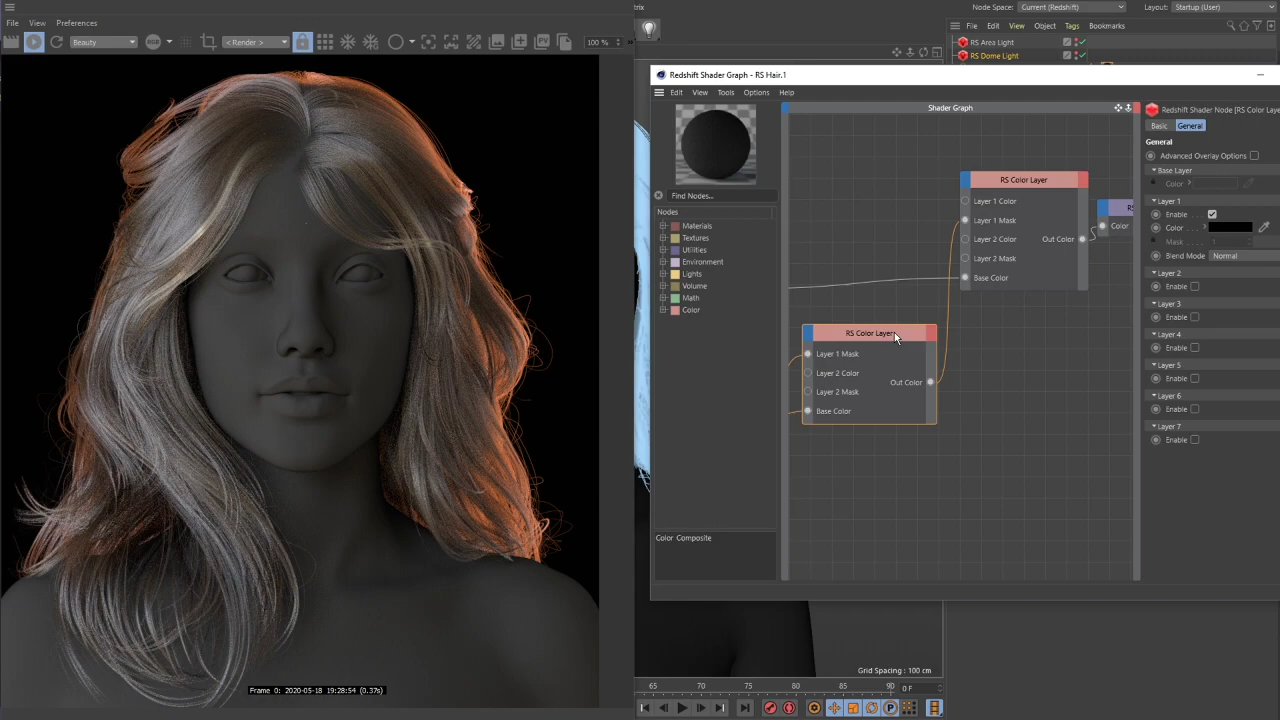 File View Preferences
Beauty
RGB
< Render >
100 %
Frame 0: 2020-05-18 19:28:54 (0.37s)
Node Space: Current (Redshift) Layout: Startup (User)
File Edit View Object Tags Bookmarks
RS Area Light
RS Dome Light
Redshift Shader Graph - RS Hair.1
Edit View Tools Options Help
Find Nodes...
Nodes
Materials
Textures
Utilities
Environment
Lights
Volume
Math
Color
Color Composite
Shader Graph
RS Color Layer
Layer 1 Color
Layer 1 Mask
Layer 2 Color
Out Color
Layer 2 Mask
Base Color
Color
RS Color Layer
Layer 1 Mask
Layer 2 Color
Out Color
Layer 2 Mask
Base Color
Redshift Shader Node [RS Color Laye
Basic General
General
Advanced Overlay Options
Base Layer
Color
Layer 1
Enable
Color
Mask 1
Blend Mode Normal
Layer 2
Enable
Layer 3
Enable
Layer 4
Enable
Layer 5
Enable
Layer 6
Enable
Layer 7
Enable
Grid Spacing : 100 cm
65 70 75 80 85 90 0 F
P